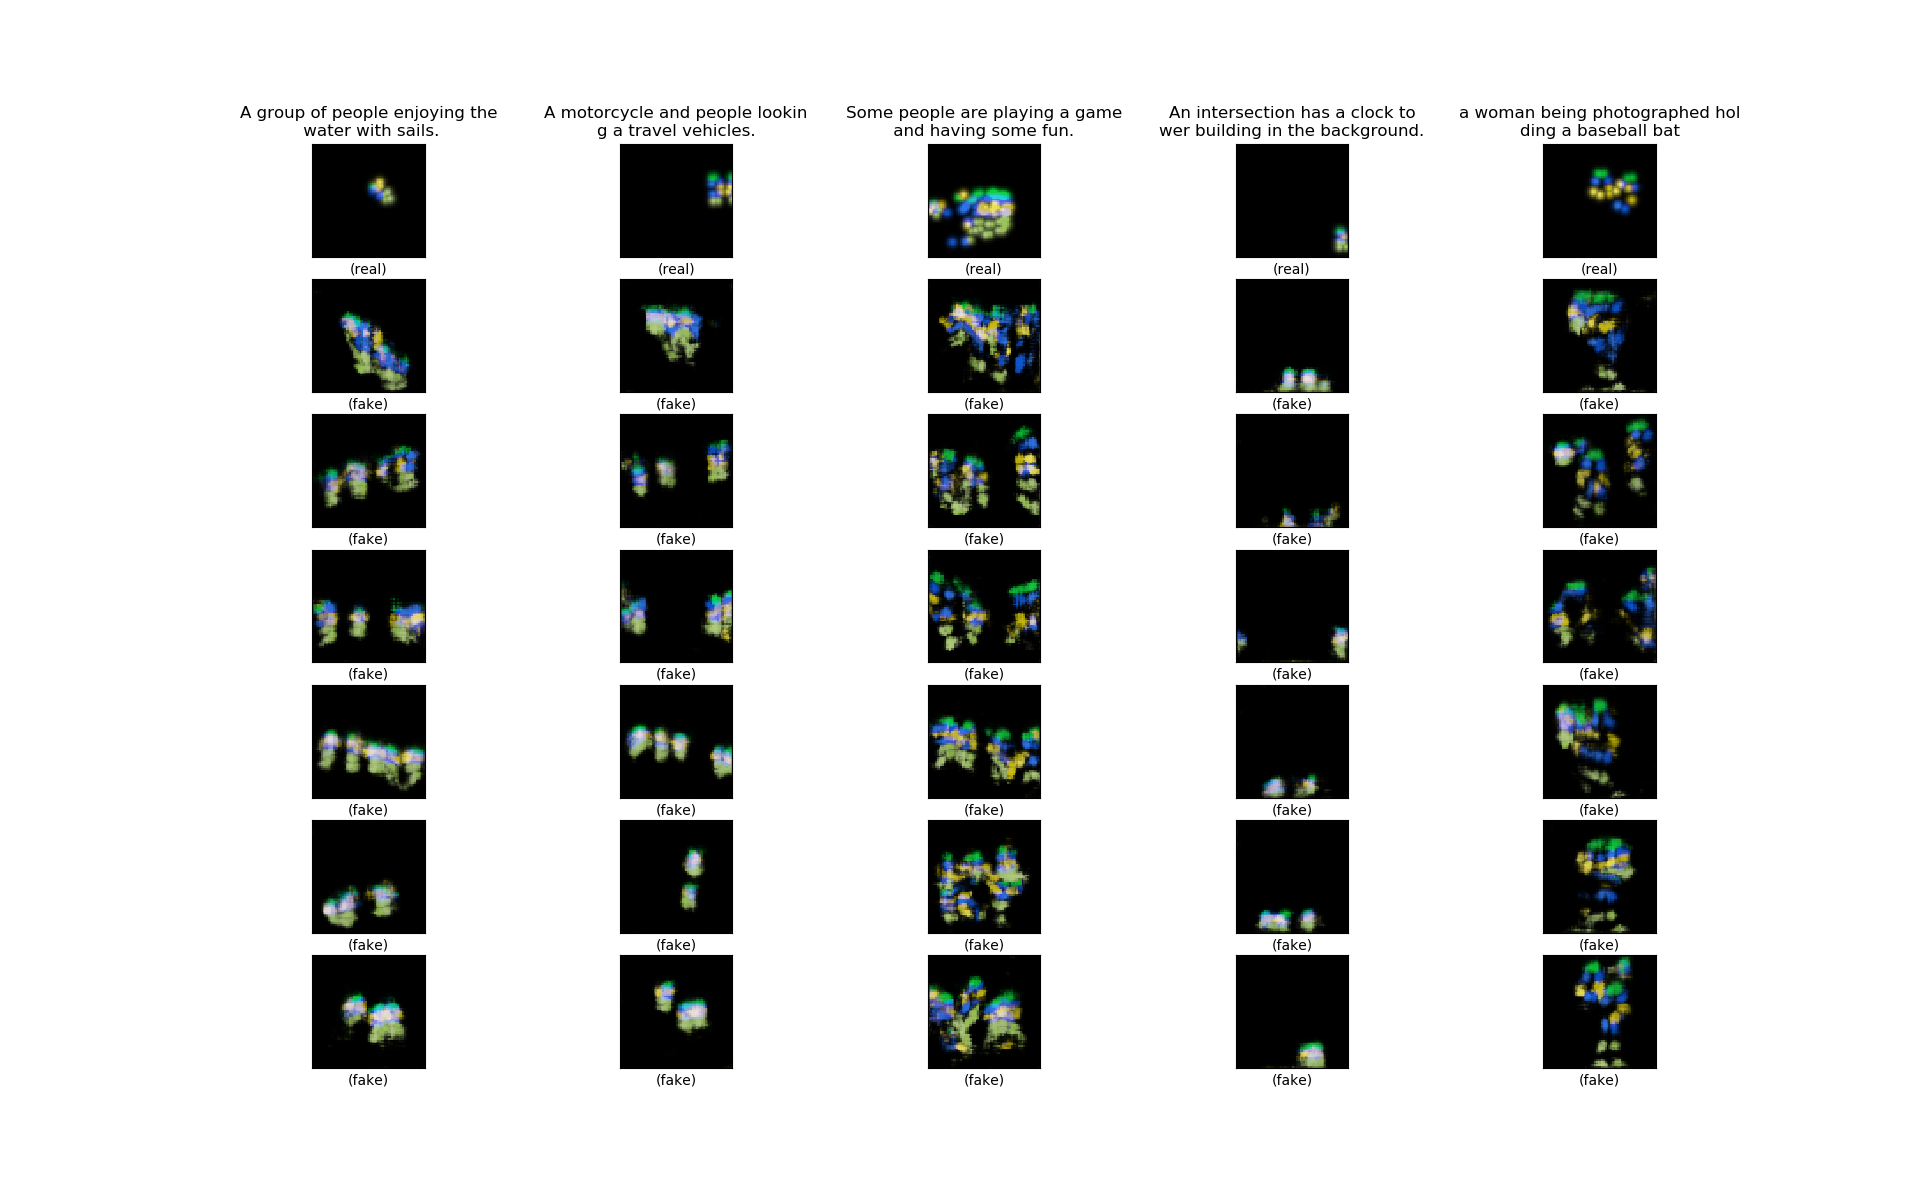 A group of people enjoying the
water with sails.
A motorcycle and people lookin
g a travel vehicles.
Some people are playing a game
and having some fun.
An intersection has a clock to
wer building in the background.
a woman being photographed hol
ding a baseball bat
(real) (real) (real) (real) (real)
(fake) (fake) (fake) (fake) (fake)
(fake) (fake) (fake) (fake) (fake)
(fake) (fake) (fake) (fake) (fake)
(fake) (fake) (fake) (fake) (fake)
(fake) (fake) (fake) (fake) (fake)
(fake) (fake) (fake) (fake) (fake)